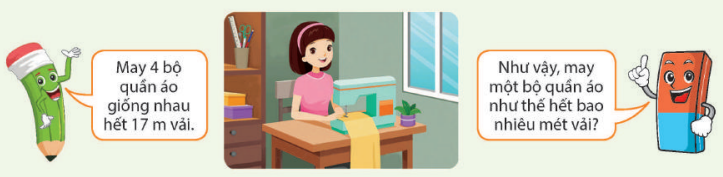 May 4 bộ
quần áo
giống nhau
hết 17 m vải.
Như vậy, may
một bộ quần áo
như thế hết bao
nhiêu mét vải?